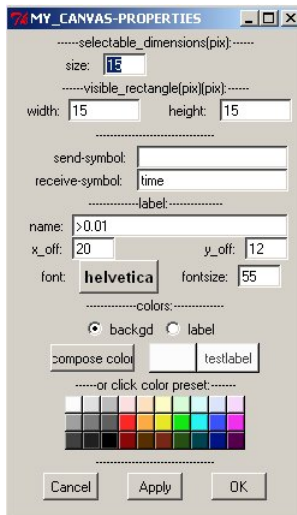 MY_CANVAS-PROPERTIES
------selectable_dimensions(pix):------
size: 15
------visible_rectangle(pix)(pix):------
width: 15 height: 15
------------------------------
send-symbol:
receive-symbol: time
--------------label:--------------
name: >0.01
x_off: 20 y_off: 12
font: helvetica fontsize: 55
--------------colors:--------------
backgd label
compose color testlabel
------or click color preset:-------
------------------------------
Cancel Apply OK